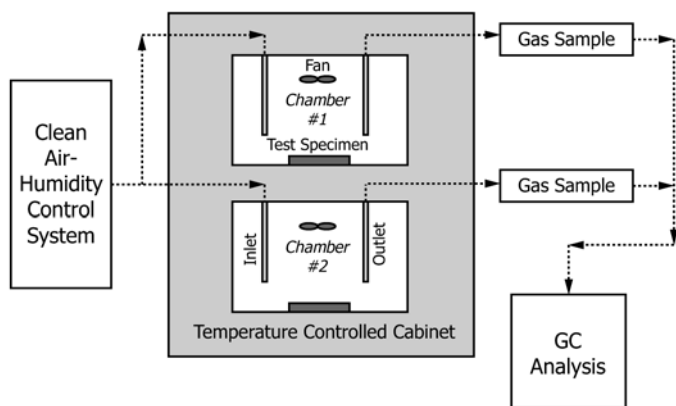 Clean
Air-
Humidity
Control
System
Fan
Chamber
#1
Test Specimen
Inlet
Chamber
#2
Outlet
Temperature Controlled Cabinet
Gas Sample
Gas Sample
GC
Analysis